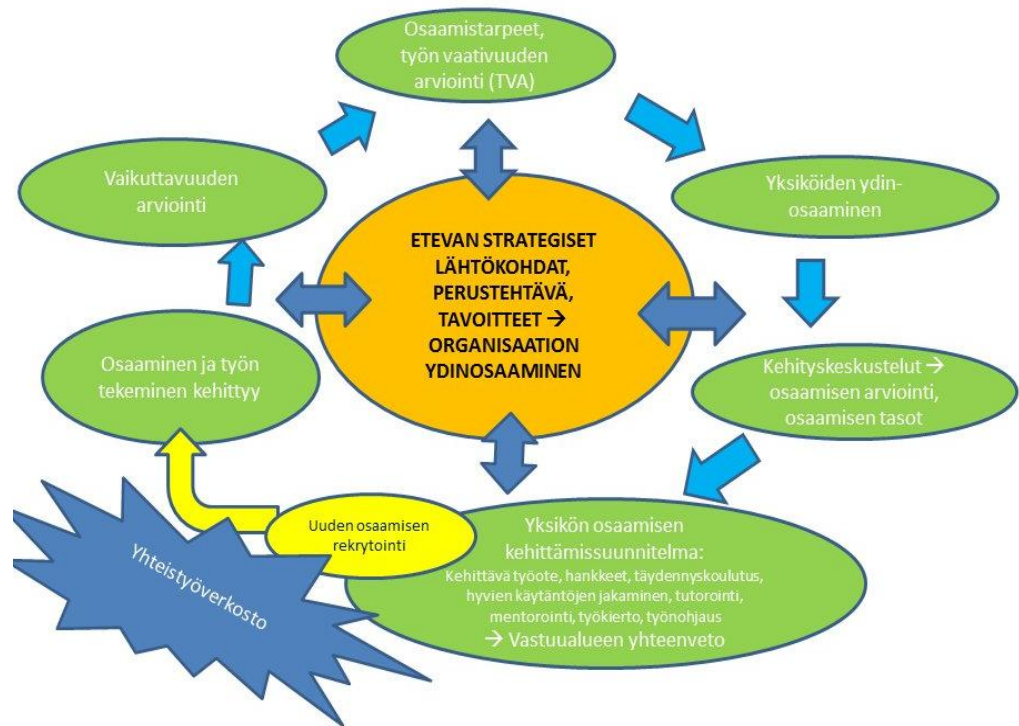 Osaamistarpeet,
työn vaativuuden
arviointi (TVA)
Yksiköiden ydin-
osaaminen
Kehityskeskustelut →
osaamisen arviointi,
osaamisen tasot
Yksikön osaamisen
kehittämissuunnitelma:
Kehittävä työote, hankkeet, täydennyskoulutus,
hyvien käytäntöjen jakaminen, tutorointi,
mentorointi, työkierto, työnohjaus
→ Vastuualueen yhteenveto
Uuden osaamisen
rekrytointi
Yhteistyöverkosto
Osaaminen ja työn
tekeminen kehittyy
Vaikuttavuuden
arviointi
ETEVAN STRATEGISET
LÄHTÖKOHDAT,
PERUSTEHTÄVÄ,
TAVOITTEET →
ORGANISAATION
YDINOSAAMINEN